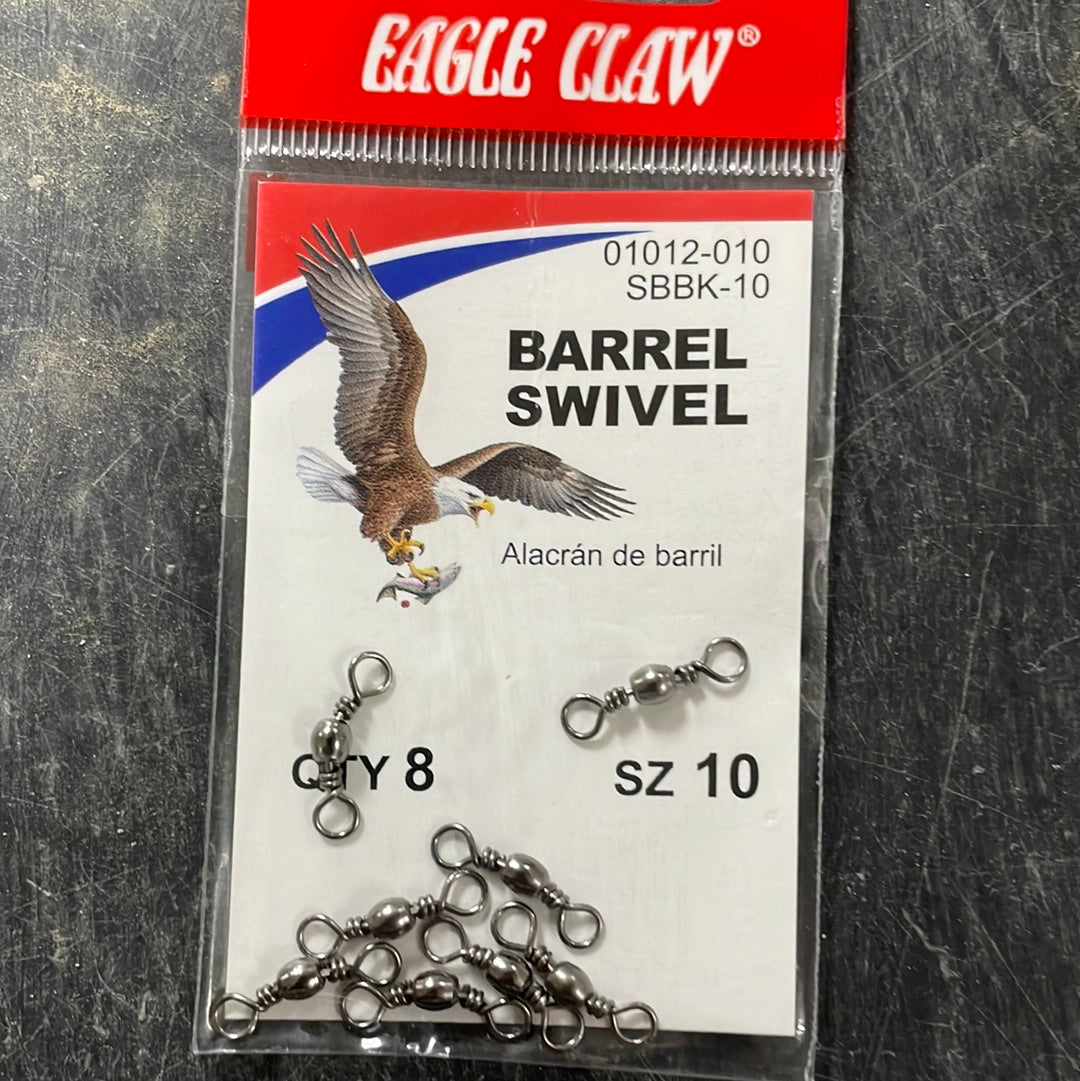 EAGLE CLAW®
01012-010
SBBK-10
BARREL
SWIVEL
Alacrán de barril
QTY 8
SZ 10